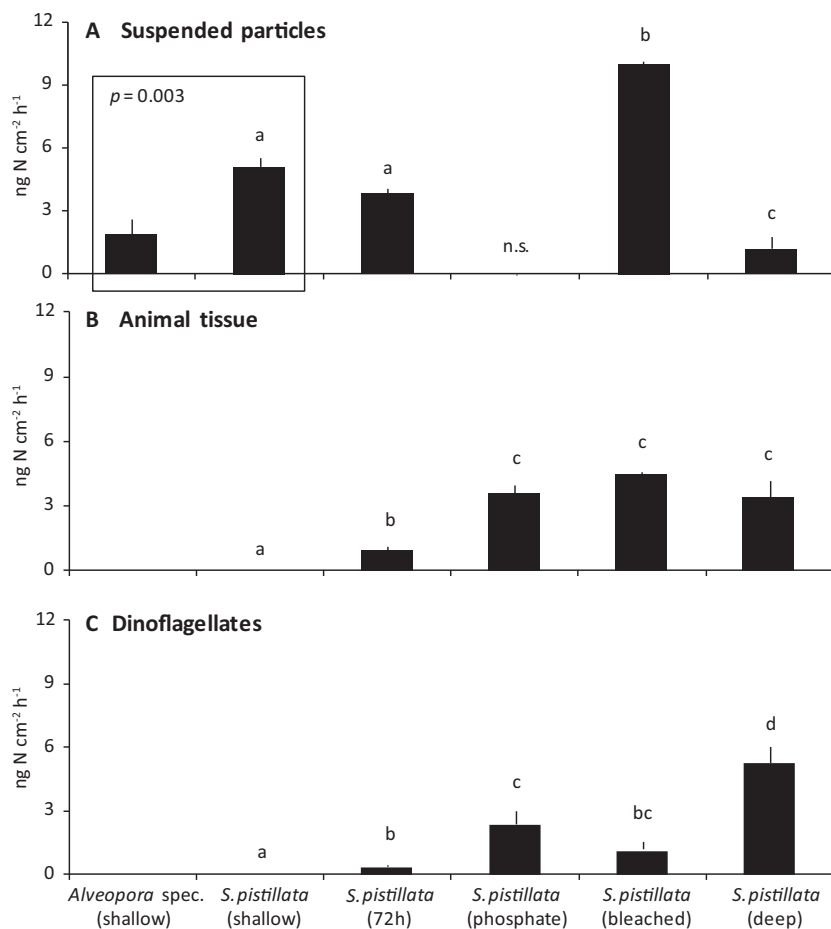 A Suspended particles
12
9
6
3
0
ng N cm⁻² h⁻¹
p = 0.003
a
a
n.s.
b
c
B Animal tissue
12
9
6
3
0
ng N cm⁻² h⁻¹
a
b
c
c
c
C Dinoflagellates
12
9
6
3
0
ng N cm⁻² h⁻¹
a
b
c
bc
d
Alveopora spec.
(shallow)
S. pistillata
(shallow)
S. pistillata
(72h)
S. pistillata
(phosphate)
S. pistillata
(bleached)
S. pistillata
(deep)